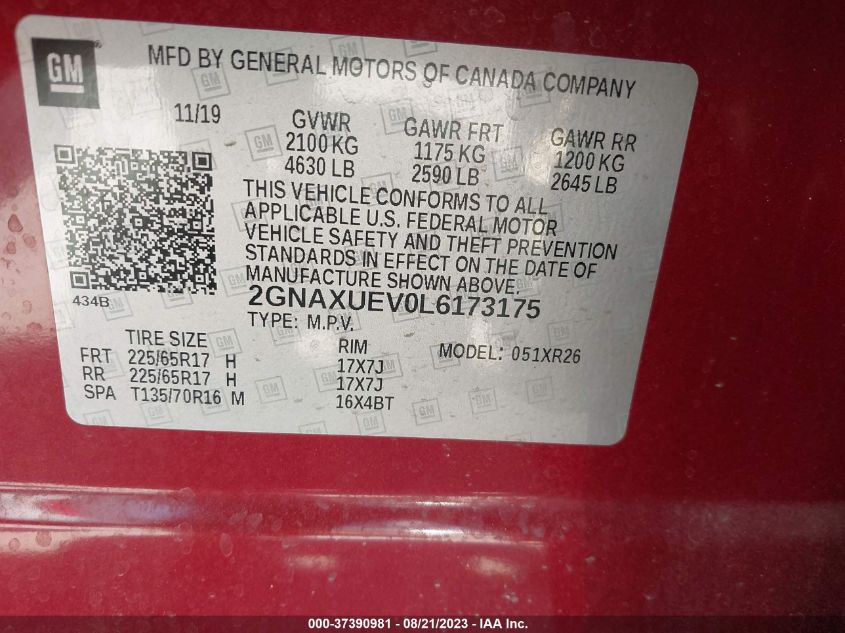 GM
MFD BY GENERAL MOTORS OF CANADA COMPANY
11/19
GVWR
2100 KG
4630 LB
GAWR FRT
1175 KG
2590 LB
GAWR RR
1200 KG
2645 LB
THIS VEHICLE CONFORMS TO ALL
APPLICABLE U.S. FEDERAL MOTOR
VEHICLE SAFETY AND THEFT PREVENTION
STANDARDS IN EFFECT ON THE DATE OF
MANUFACTURE SHOWN ABOVE.
434B
2GNAXUEV0L6173175
TYPE: M.P.V.
MODEL: 051XR26
TIRE SIZE RIM
FRT 225/65R17 H 17X7J
RR 225/65R17 H 17X7J
SPA T135/70R16 M 16X4BT
000-37390981 - 08/21/2023 - IAA Inc.